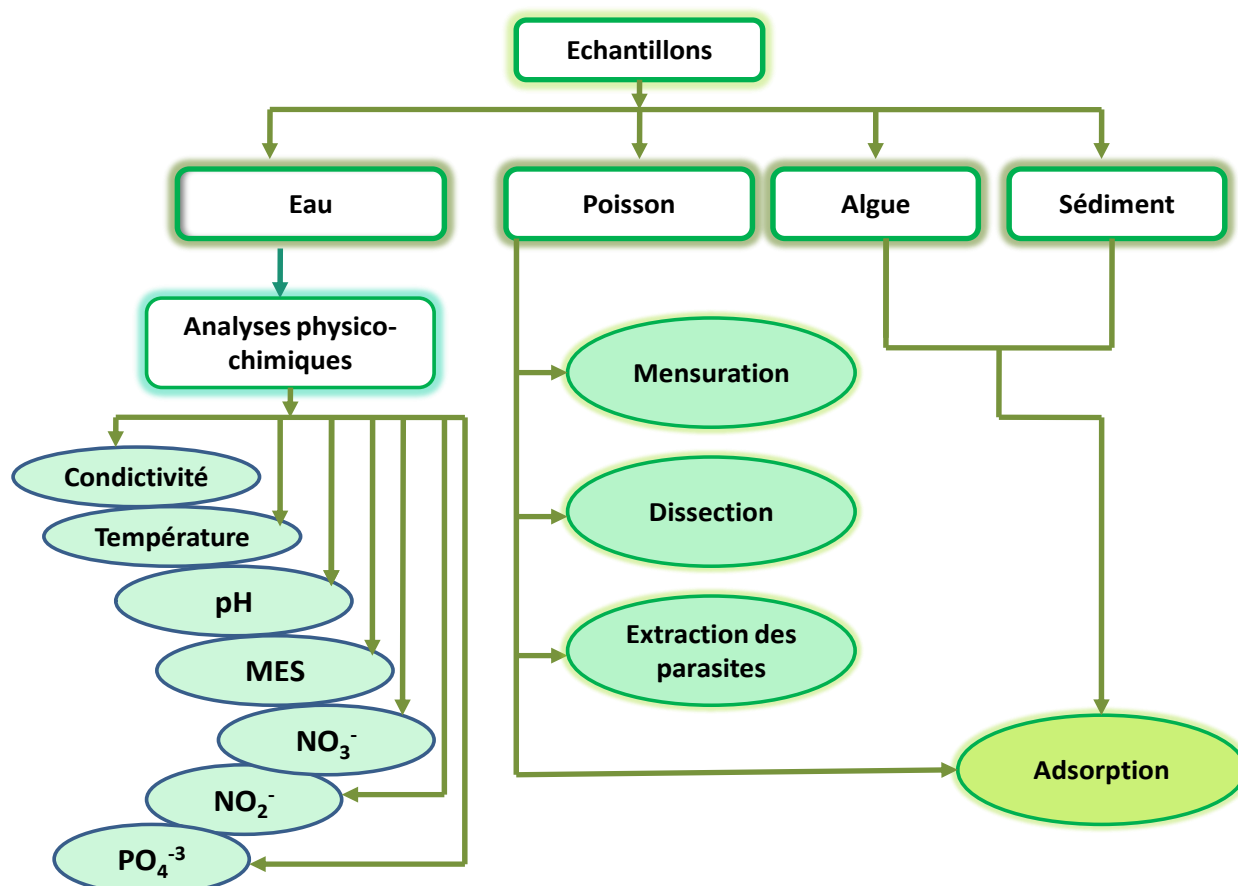 Echantillons
Eau
Poisson
Algue
Sédiment
Analyses physico-
chimiques
Condictivité
Température
pH
MES
NO₃⁻
NO₂⁻
PO₄⁻³
Mensuration
Dissection
Extraction des
parasites
Adsorption